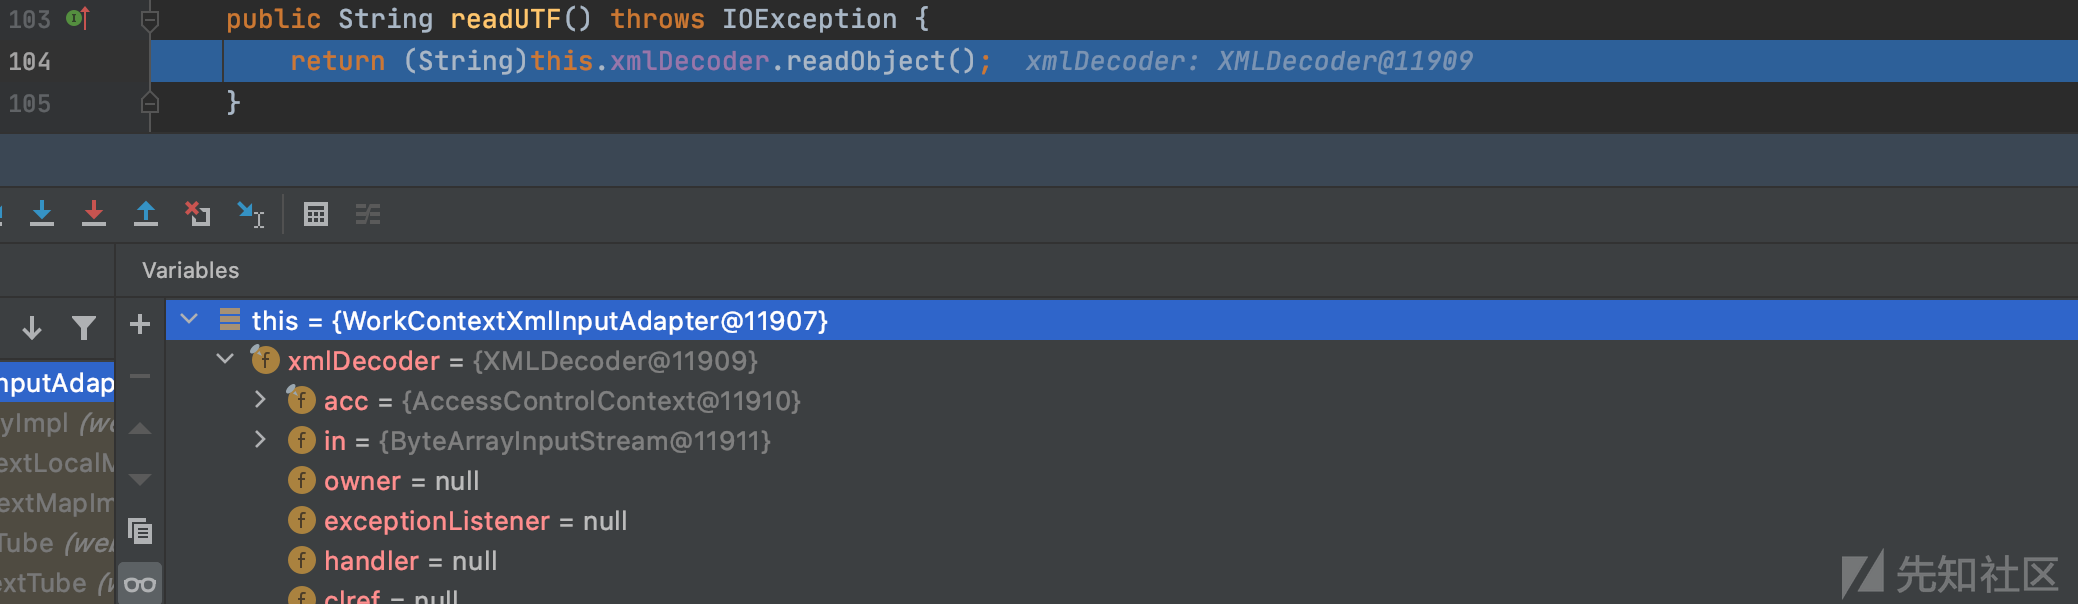 103 public String readUTF() throws IOException {
104 return (String)this.xmlDecoder.readObject(); xmlDecoder: XMLDecoder@11909
105 }
Variables
this = {WorkContextXmlInputAdapter@11907}
xmlDecoder = {XMLDecoder@11909}
nputAdap
acc = {AccessControlContext@11910}
yImpl (we
in = {ByteArrayInputStream@11911}
extLocalM
owner = null
extMapIm
exceptionListener = null
Tube (web
handler = null
extTube (w
clref = null
先知社区